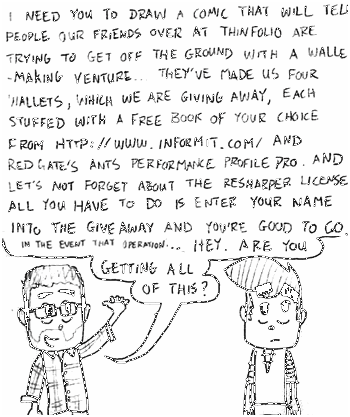 I NEED YOU TO DRAW A COMIC THAT WILL TELL
PEOPLE OUR FRIENDS OVER AT THINFOLIO ARE
TRYING TO GET OFF THE GROUND WITH A WALLE
-MAKING VENTURE.. THEY'VE MADE US FOUR
WALLETS, WHICH WE ARE GIVING AWAY, EACH
STUFFED WITH A FREE BOOK OF YOUR CHOICE
FROM HTTP://WWW.INFORMIT.COM/ AND
RED GATE'S ANTS PERFORMANCE PROFILE PRO. AND
LET'S NOT FORGET ABOUT THE RESHARPER LICENSE
ALL YOU HAVE TO DO IS ENTER YOUR NAME
INTO THE GIVEAWAY AND YOU'RE GOOD TO GO.
IN THE EVENT THAT OPERATION... HEY. ARE YOU
GETTING ALL
OF THIS?